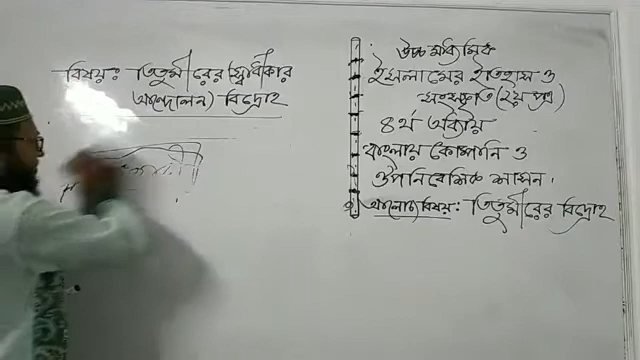 বিষয়: তিতুমীরের (স্বাধীকার
আন্দোলন) বিদ্রোহ
উচ্চ মাধ্যমিক
ইসলামের ইতিহাস ও
সংস্কৃতি (২য় পত্র)
৪র্থ অধ্যায়
বাংলায় কোম্পানি ও
ঔপনিবেশিক শাসন।
আলোচ্য বিষয়: তিতুমীরের বিদ্রোহ